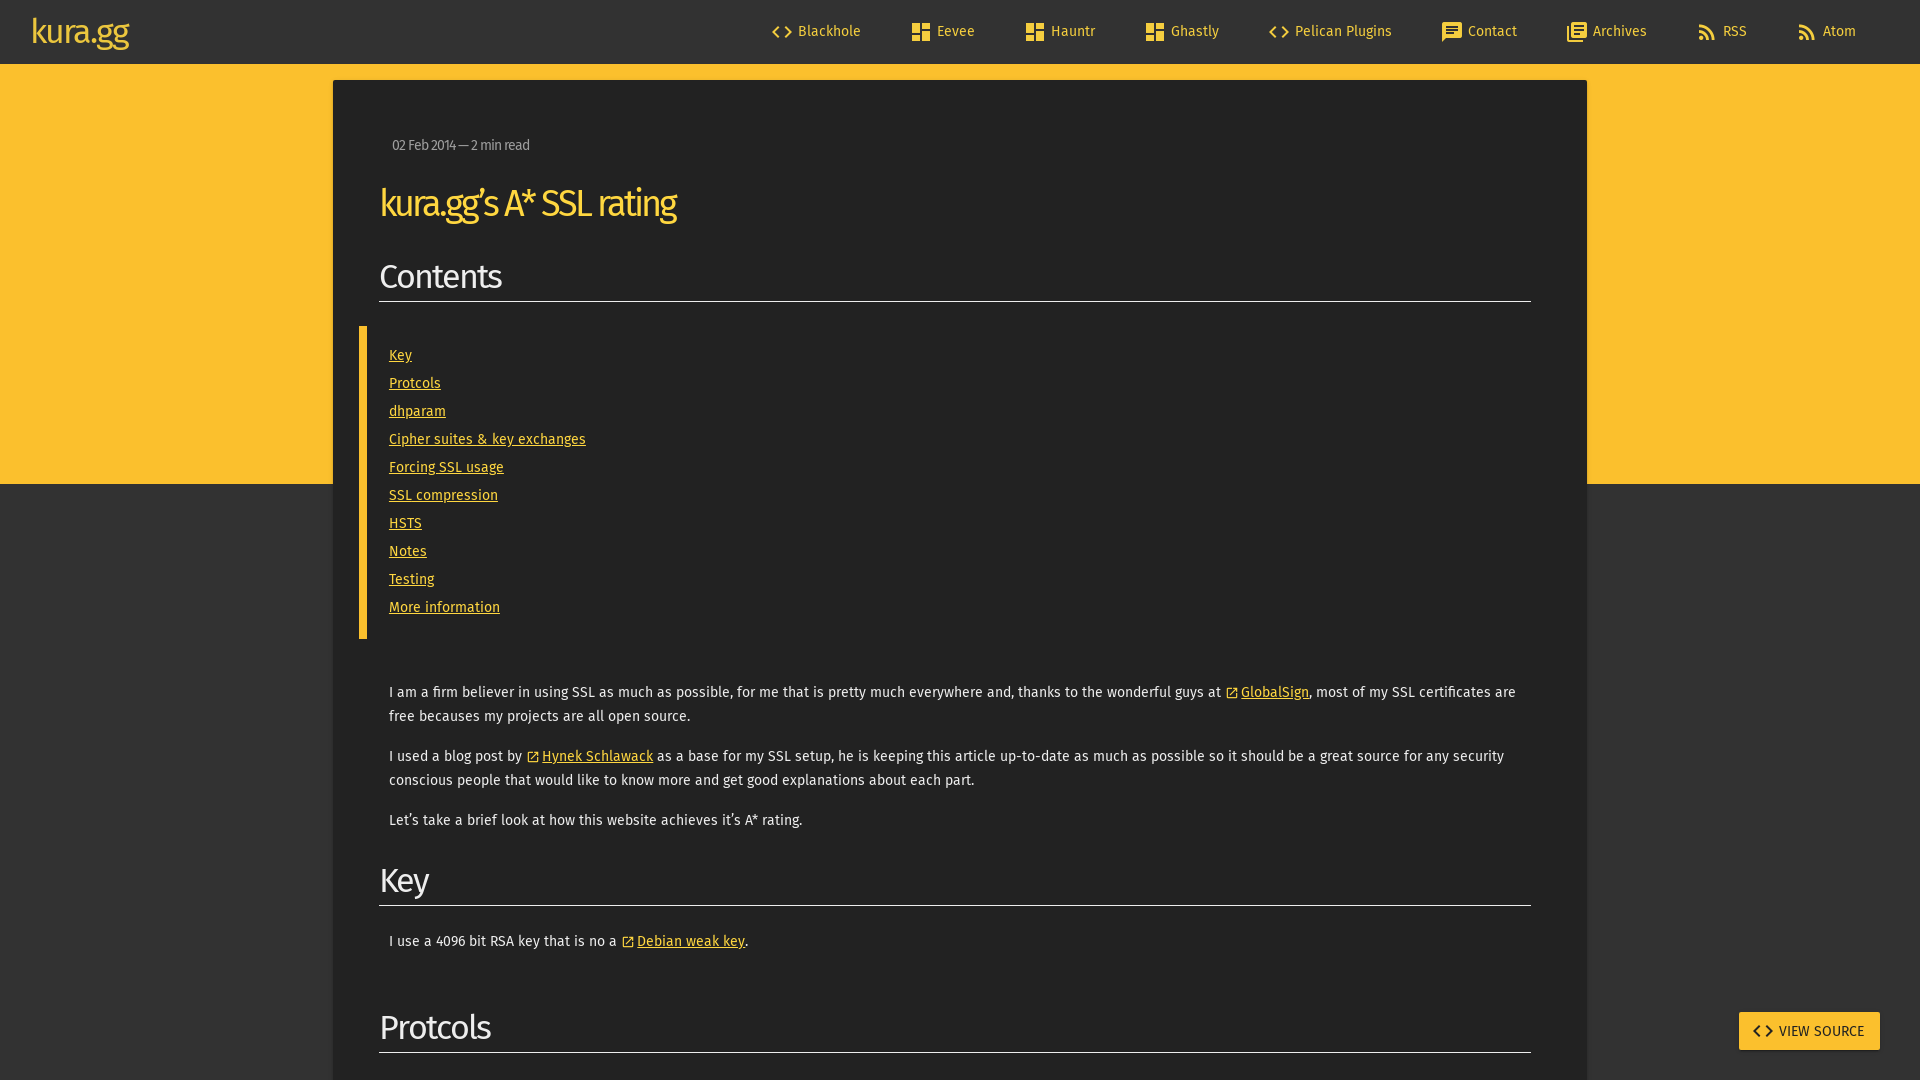 kura.gg
Blackhole
Eevee
Hauntr
Ghastly
Pelican Plugins
Contact
Archives
RSS
Atom
02 Feb 2014 — 2 min read
kura.gg’s A* SSL rating
Contents
Key
Protcols
dhparam
Cipher suites & key exchanges
Forcing SSL usage
SSL compression
HSTS
Notes
Testing
More information
I am a firm believer in using SSL as much as possible, for me that is pretty much everywhere and, thanks to the wonderful guys at GlobalSign, most of my SSL certificates are
free becauses my projects are all open source.
I used a blog post by Hynek Schlawack as a base for my SSL setup, he is keeping this article up-to-date as much as possible so it should be a great source for any security
conscious people that would like to know more and get good explanations about each part.
Let’s take a brief look at how this website achieves it’s A* rating.
Key
I use a 4096 bit RSA key that is no a Debian weak key.
Protcols
VIEW SOURCE